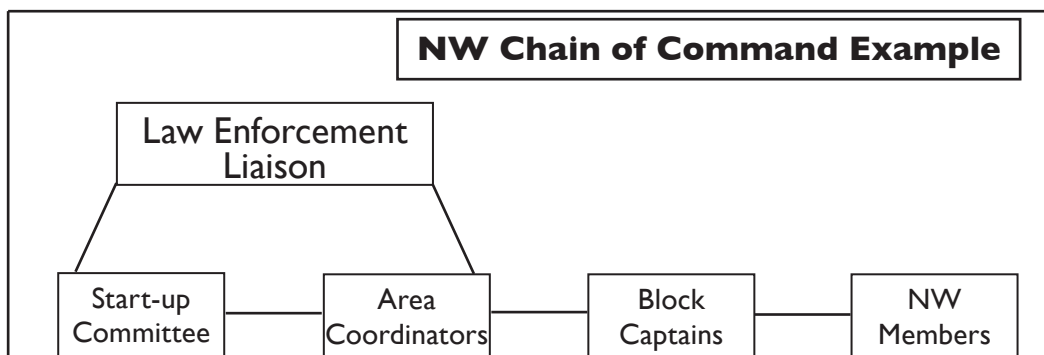 NW Chain of Command Example
Law Enforcement
Liaison
Start-up
Committee
Area
Coordinators
Block
Captains
NW
Members